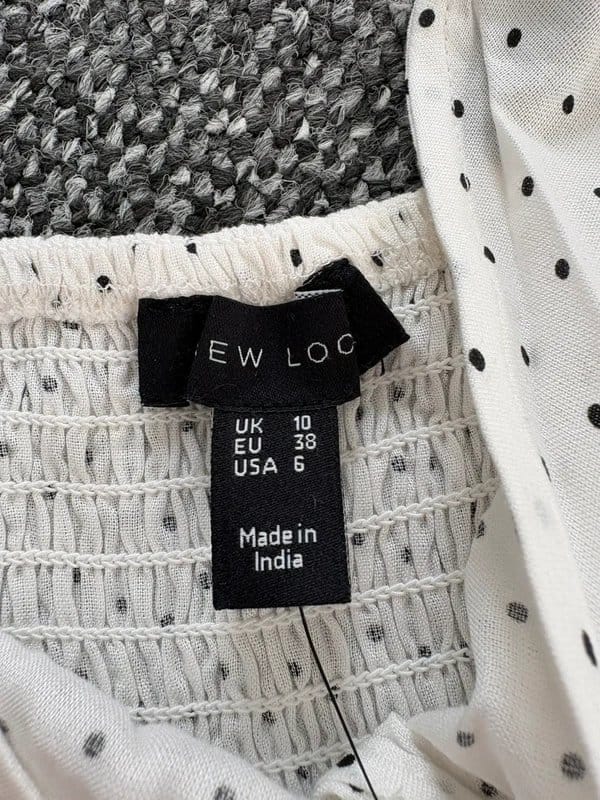 EW LOO
UK 10
EU 38
USA 6
Made in
India